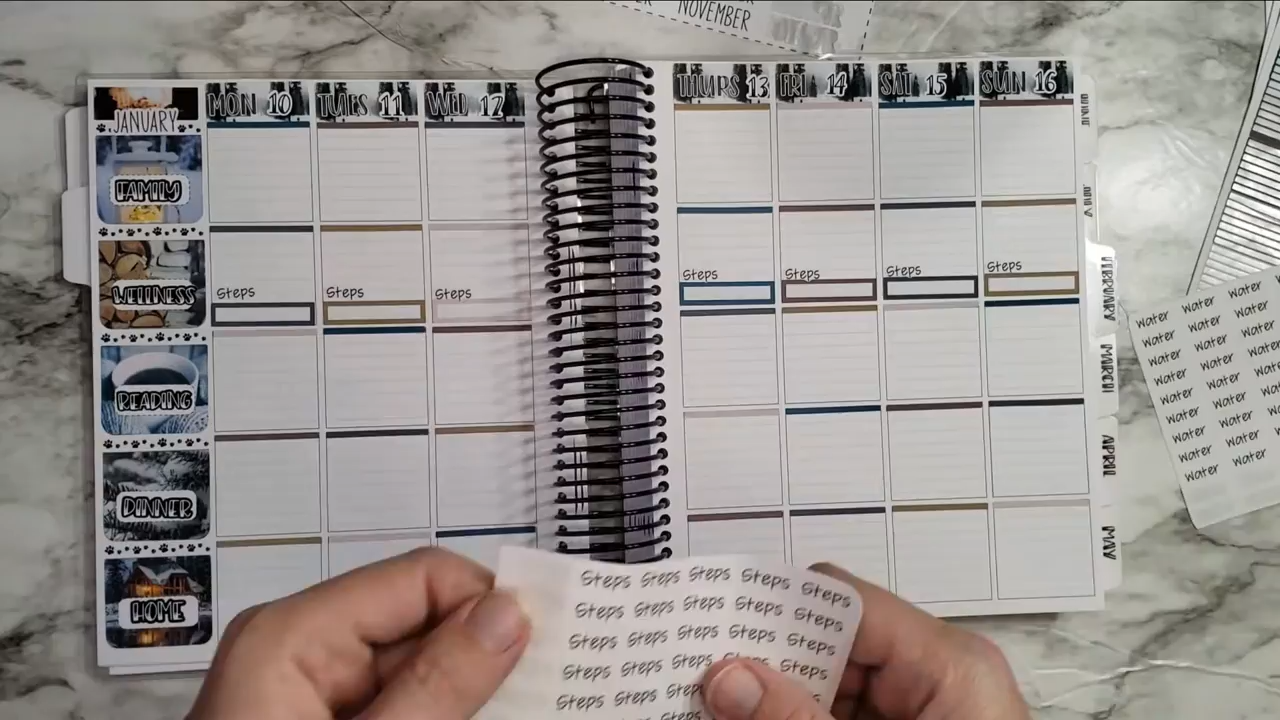 NOVEMBER
JANUARY
MON 10
TUES 11
WED 12
THURS 13
FRI 14
SAT 15
SUN 16
FAMILY
WELLNESS
READING
DINNER
HOME
Steps
Steps
Steps
Steps
Steps
Steps
Steps
FEBRUARY
MARCH
APRIL
MAY
Water Water Water
Water Water Water
Water Water Water
Water Water Water
Water Water Water
Water Water Water
Water Water
Water Water
Water Water
Steps Steps Steps Steps Steps
Steps Steps Steps Steps Steps
Steps Steps Steps Steps Steps
Steps Steps Steps Steps
Steps Steps